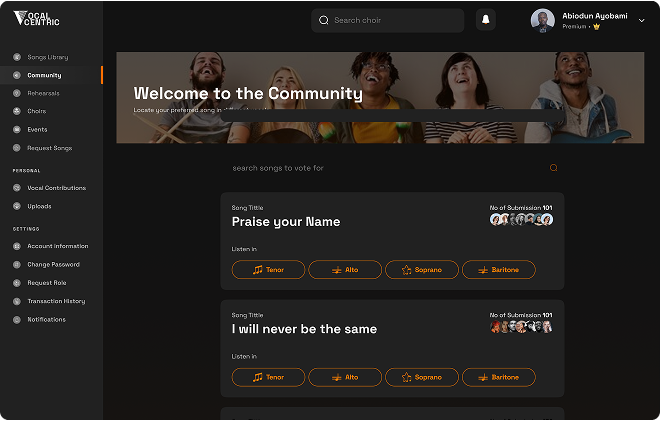 VOCAL
CENTRIC
Search choir
Abiodun Ayobami
Premium •
Songs Library
Community
Rehearsals
Choirs
Events
Request Songs
PERSONAL
Vocal Contributions
Uploads
SETTINGS
Account information
Change Password
Request Role
Transaction History
Notifications
Welcome to the Community
Locate your preferred song in
search songs to vote for
Song Tittle
No of Submission 101
Praise your Name
Listen in
Tenor
Alto
Soprano
Baritone
Song Tittle
No of Submission 101
I will never be the same
Listen in
Tenor
Alto
Soprano
Baritone